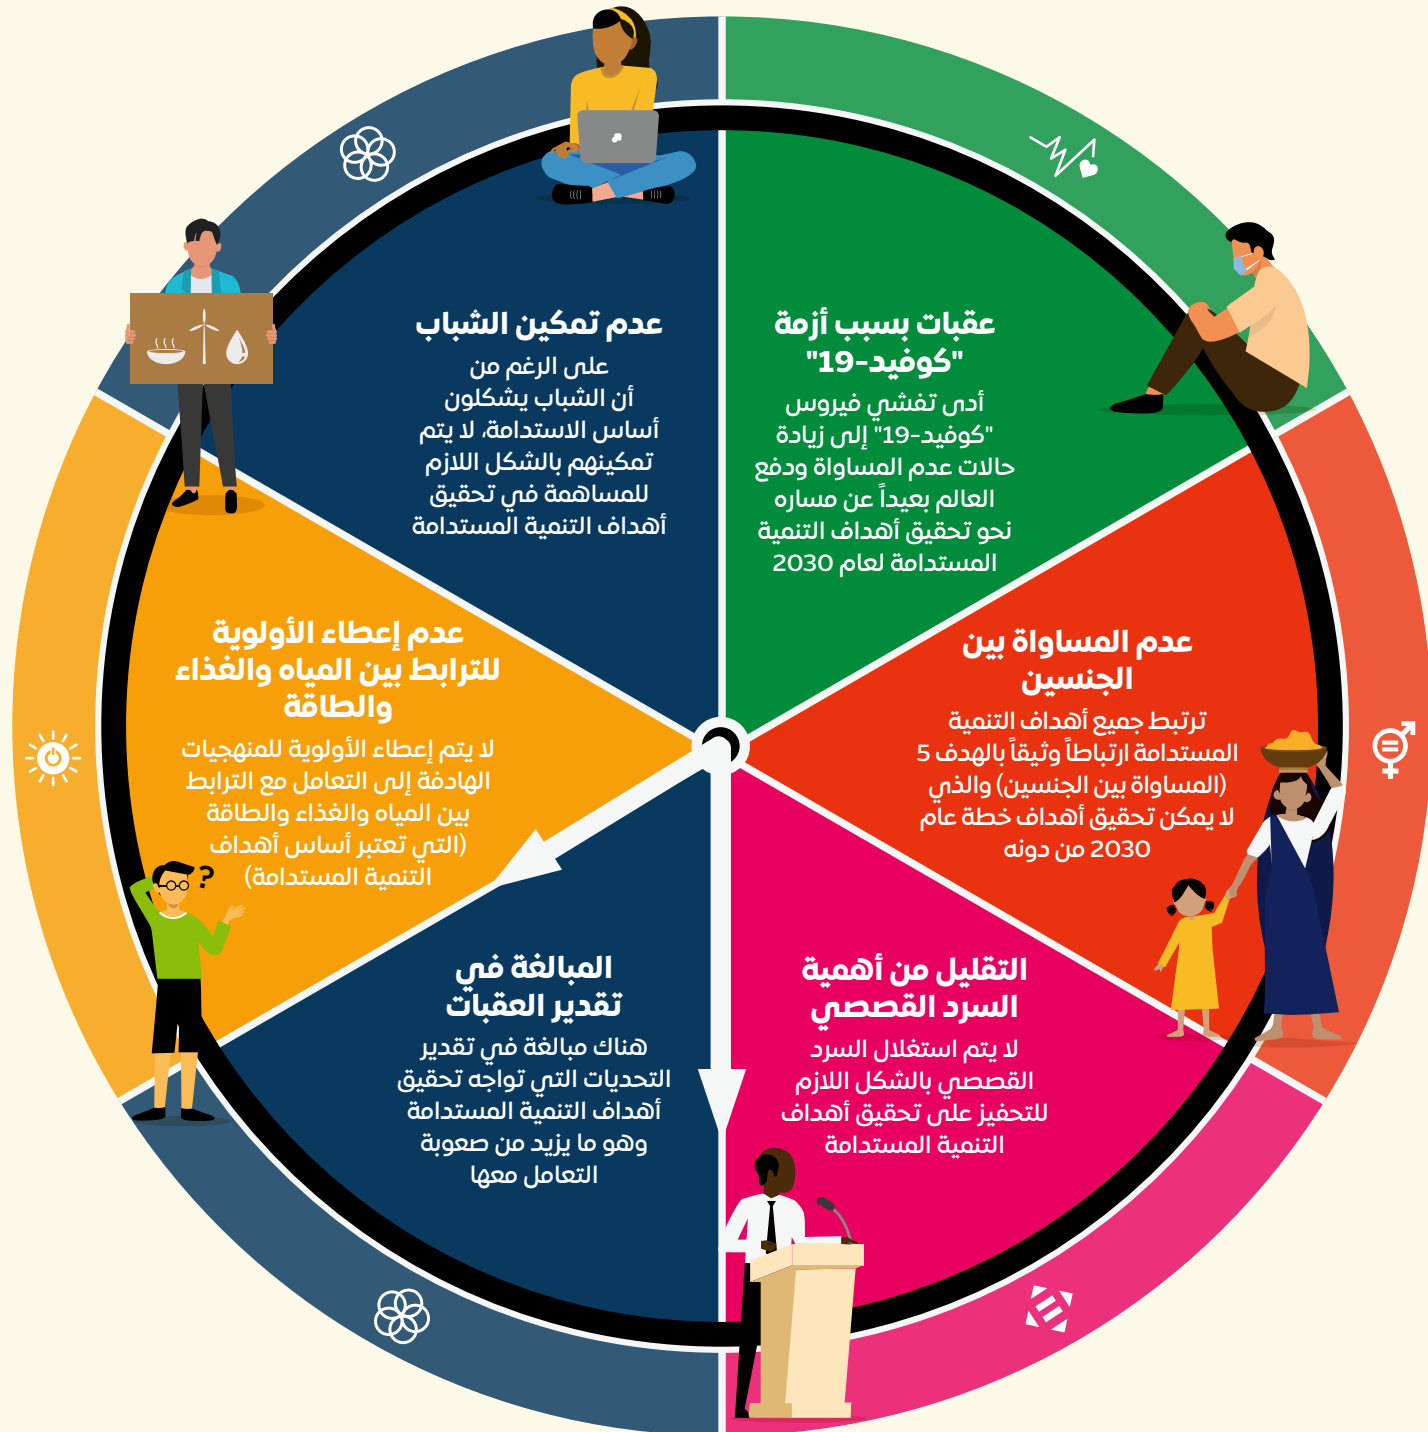 عقبات بسبب أزمة
"كوفيد-19"
أدى تفشي فيروس
"كوفيد-19" إلى زيادة
حالات عدم المساواة ودفع
العالم بعيداً عن مساره
نحو تحقيق أهداف التنمية
المستدامة لعام 2030
عدم المساواة بين
الجنسين
ترتبط جميع أهداف التنمية
المستدامة ارتباطاً وثيقاً بالهدف 5
(المساواة بين الجنسين) والذي
لا يمكن تحقيق أهداف خطة عام
2030 من دونه
التقليل من أهمية
السرد القصصي
لا يتم استغلال السرد
القصصي بالشكل اللازم
للتحفيز على تحقيق أهداف
التنمية المستدامة
المبالغة في
تقدير العقبات
هناك مبالغة في تقدير
التحديات التي تواجه تحقيق
أهداف التنمية المستدامة
وهو ما يزيد من صعوبة
التعامل معها
عدم إعطاء الأولوية
للترابط بين المياه والغذاء
والطاقة
لا يتم إعطاء الأولوية للمنهجيات
الهادفة إلى التعامل مع الترابط
بين المياه والغذاء والطاقة
(التي تعتبر أساس أهداف
التنمية المستدامة)
?
عدم تمكين الشباب
على الرغم من
أن الشباب يشكلون
أساس الاستدامة، لا يتم
تمكينهم بالشكل اللازم
للمساهمة في تحقيق
أهداف التنمية المستدامة